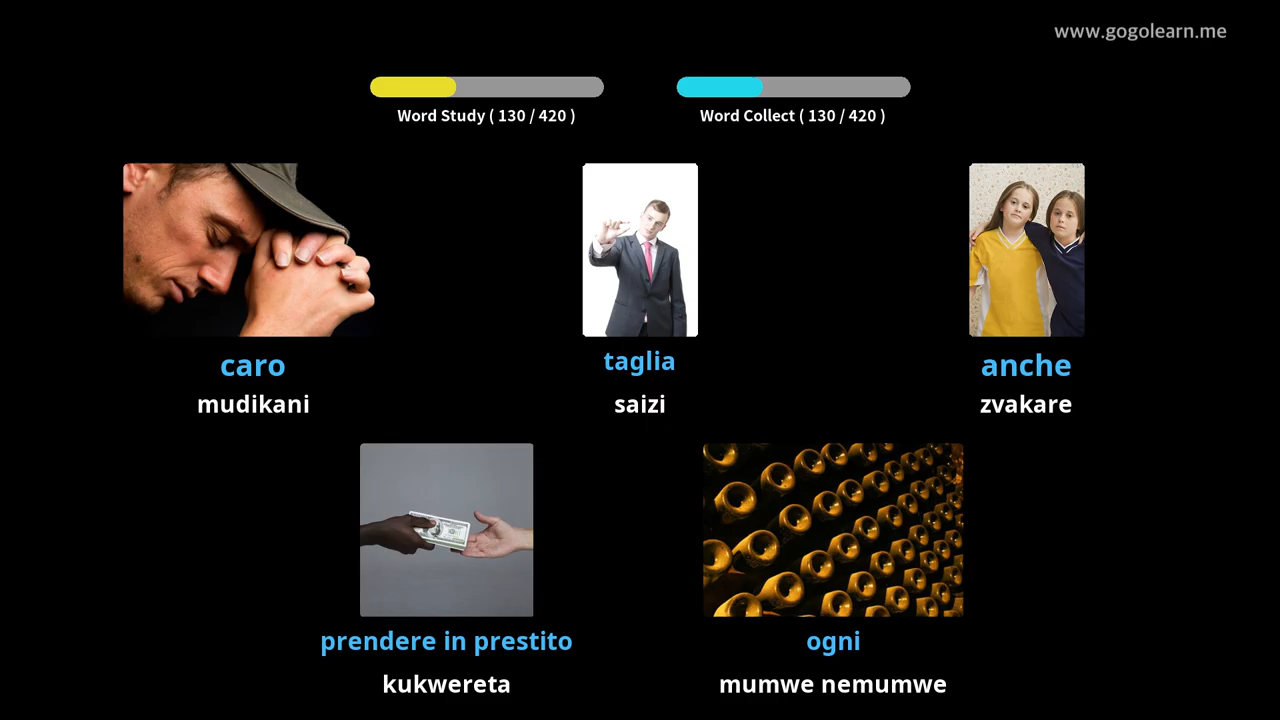 www.gogolearn.me
Word Study ( 130 / 420 )
Word Collect ( 130 / 420 )
caro
mudikani
taglia
saizi
anche
zvakare
prendere in prestito
kukwereta
ogni
mumwe nemumwe